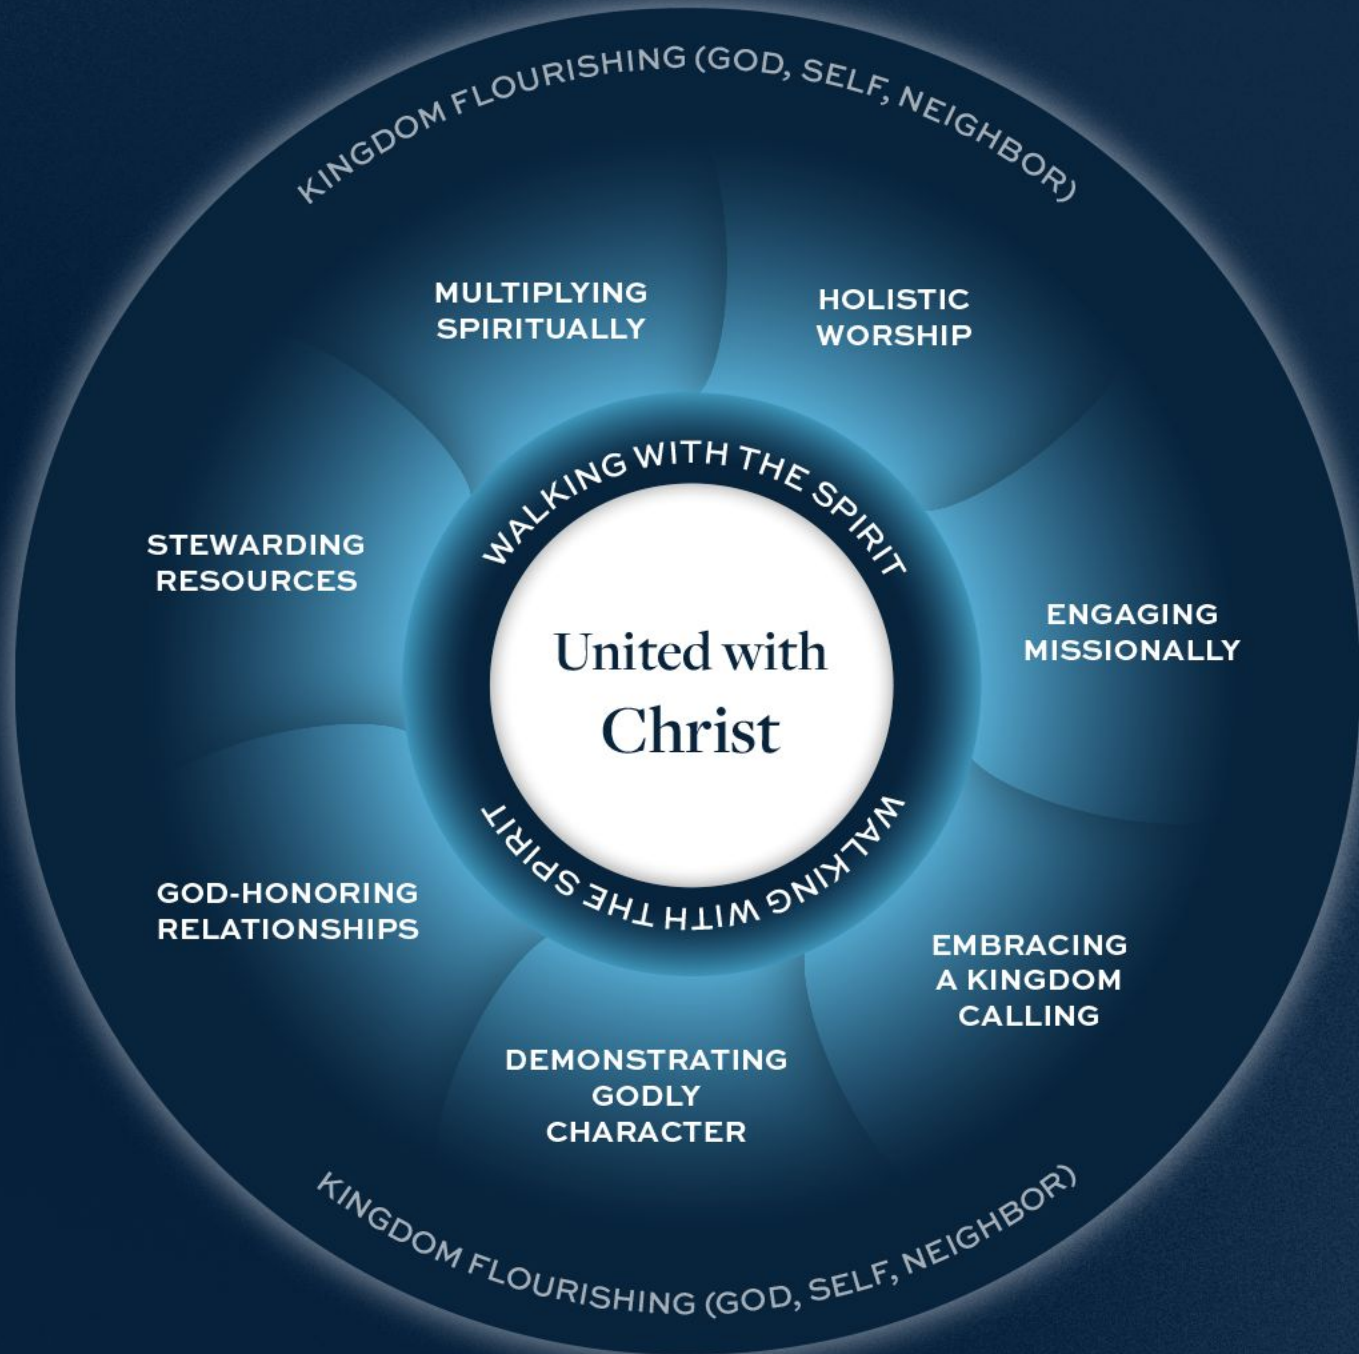 KINGDOM FLOURISHING (GOD, SELF, NEIGHBOR)
MULTIPLYING
SPIRITUALLY
HOLISTIC
WORSHIP
WALKING WITH THE SPIRIT
STEWARDING
RESOURCES
ENGAGING
MISSIONALLY
United with
Christ
WALKING WITH THE SPIRIT
GOD-HONORING
RELATIONSHIPS
EMBRACING
A KINGDOM
CALLING
DEMONSTRATING
GODLY
CHARACTER
KINGDOM FLOURISHING (GOD, SELF, NEIGHBOR)